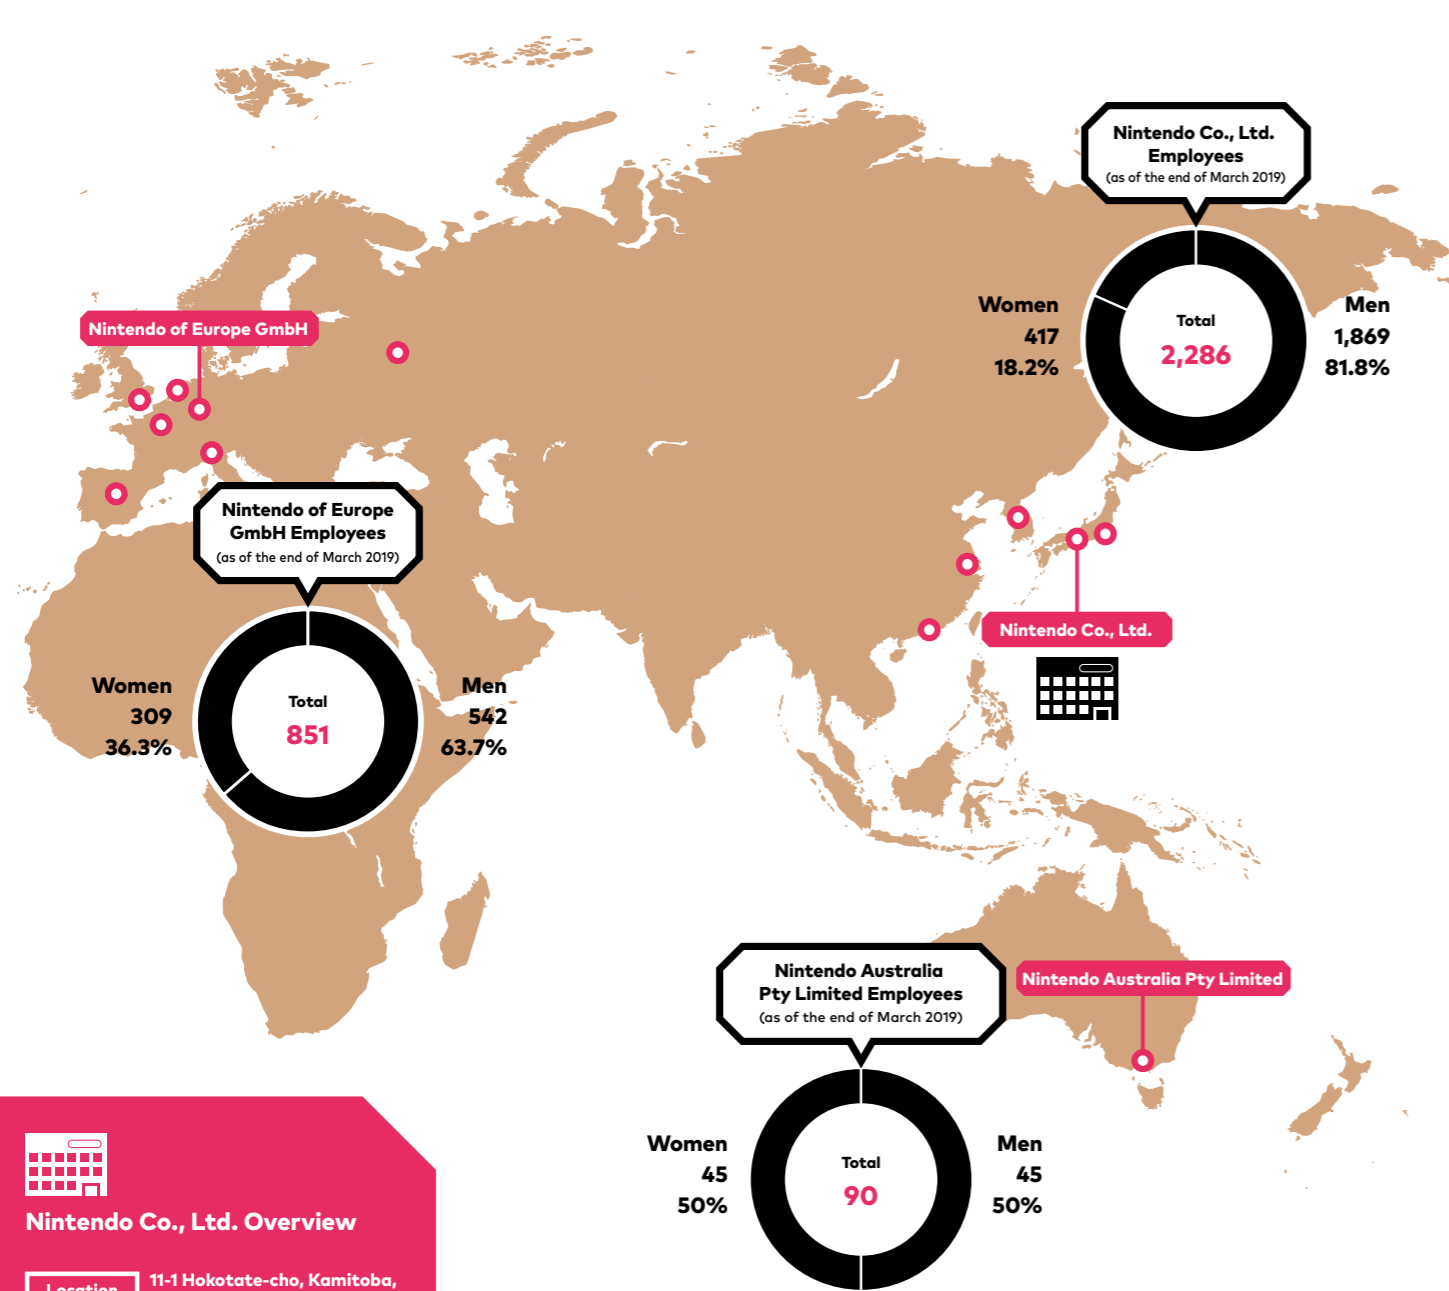 Nintendo Co., Ltd.
Employees
(as of the end of March 2019)
Women
417
18.2%
Total
2,286
Men
1,869
81.8%
Nintendo of Europe GmbH
Nintendo of Europe
GmbH Employees
(as of the end of March 2019)
Nintendo Co., Ltd.
Women
309
36.3%
Total
851
Men
542
63.7%
Nintendo Australia
Pty Limited Employees
(as of the end of March 2019)
Nintendo Australia Pty Limited
Women
45
50%
Total
90
Men
45
50%
Nintendo Co., Ltd. Overview
Location
11-1 Hokotate-cho, Kamitoba,